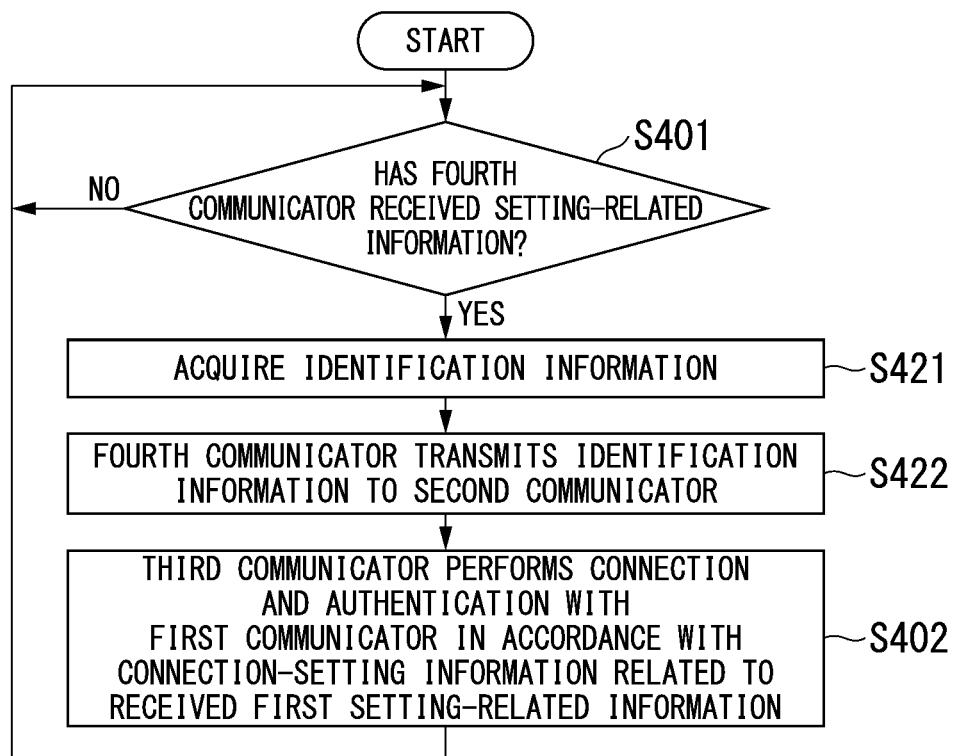 START
S401
HAS FOURTH
COMMUNICATOR RECEIVED SETTING-RELATED
INFORMATION?
NO
YES
ACQUIRE IDENTIFICATION INFORMATION
S421
FOURTH COMMUNICATOR TRANSMITS IDENTIFICATION
INFORMATION TO SECOND COMMUNICATOR
S422
THIRD COMMUNICATOR PERFORMS CONNECTION
AND AUTHENTICATION WITH
FIRST COMMUNICATOR IN ACCORDANCE WITH
CONNECTION-SETTING INFORMATION RELATED TO
RECEIVED FIRST SETTING-RELATED INFORMATION
S402